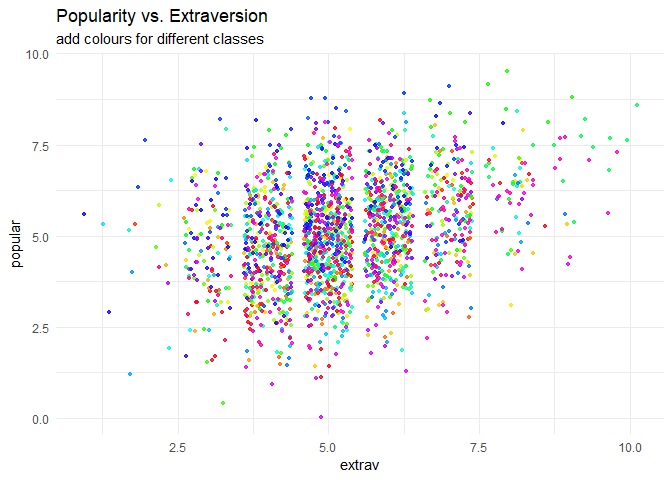 Popularity vs. Extraversion
add colours for different classes
10.0
7.5
5.0
2.5
0.0
popular
2.5 5.0 7.5 10.0
extrav